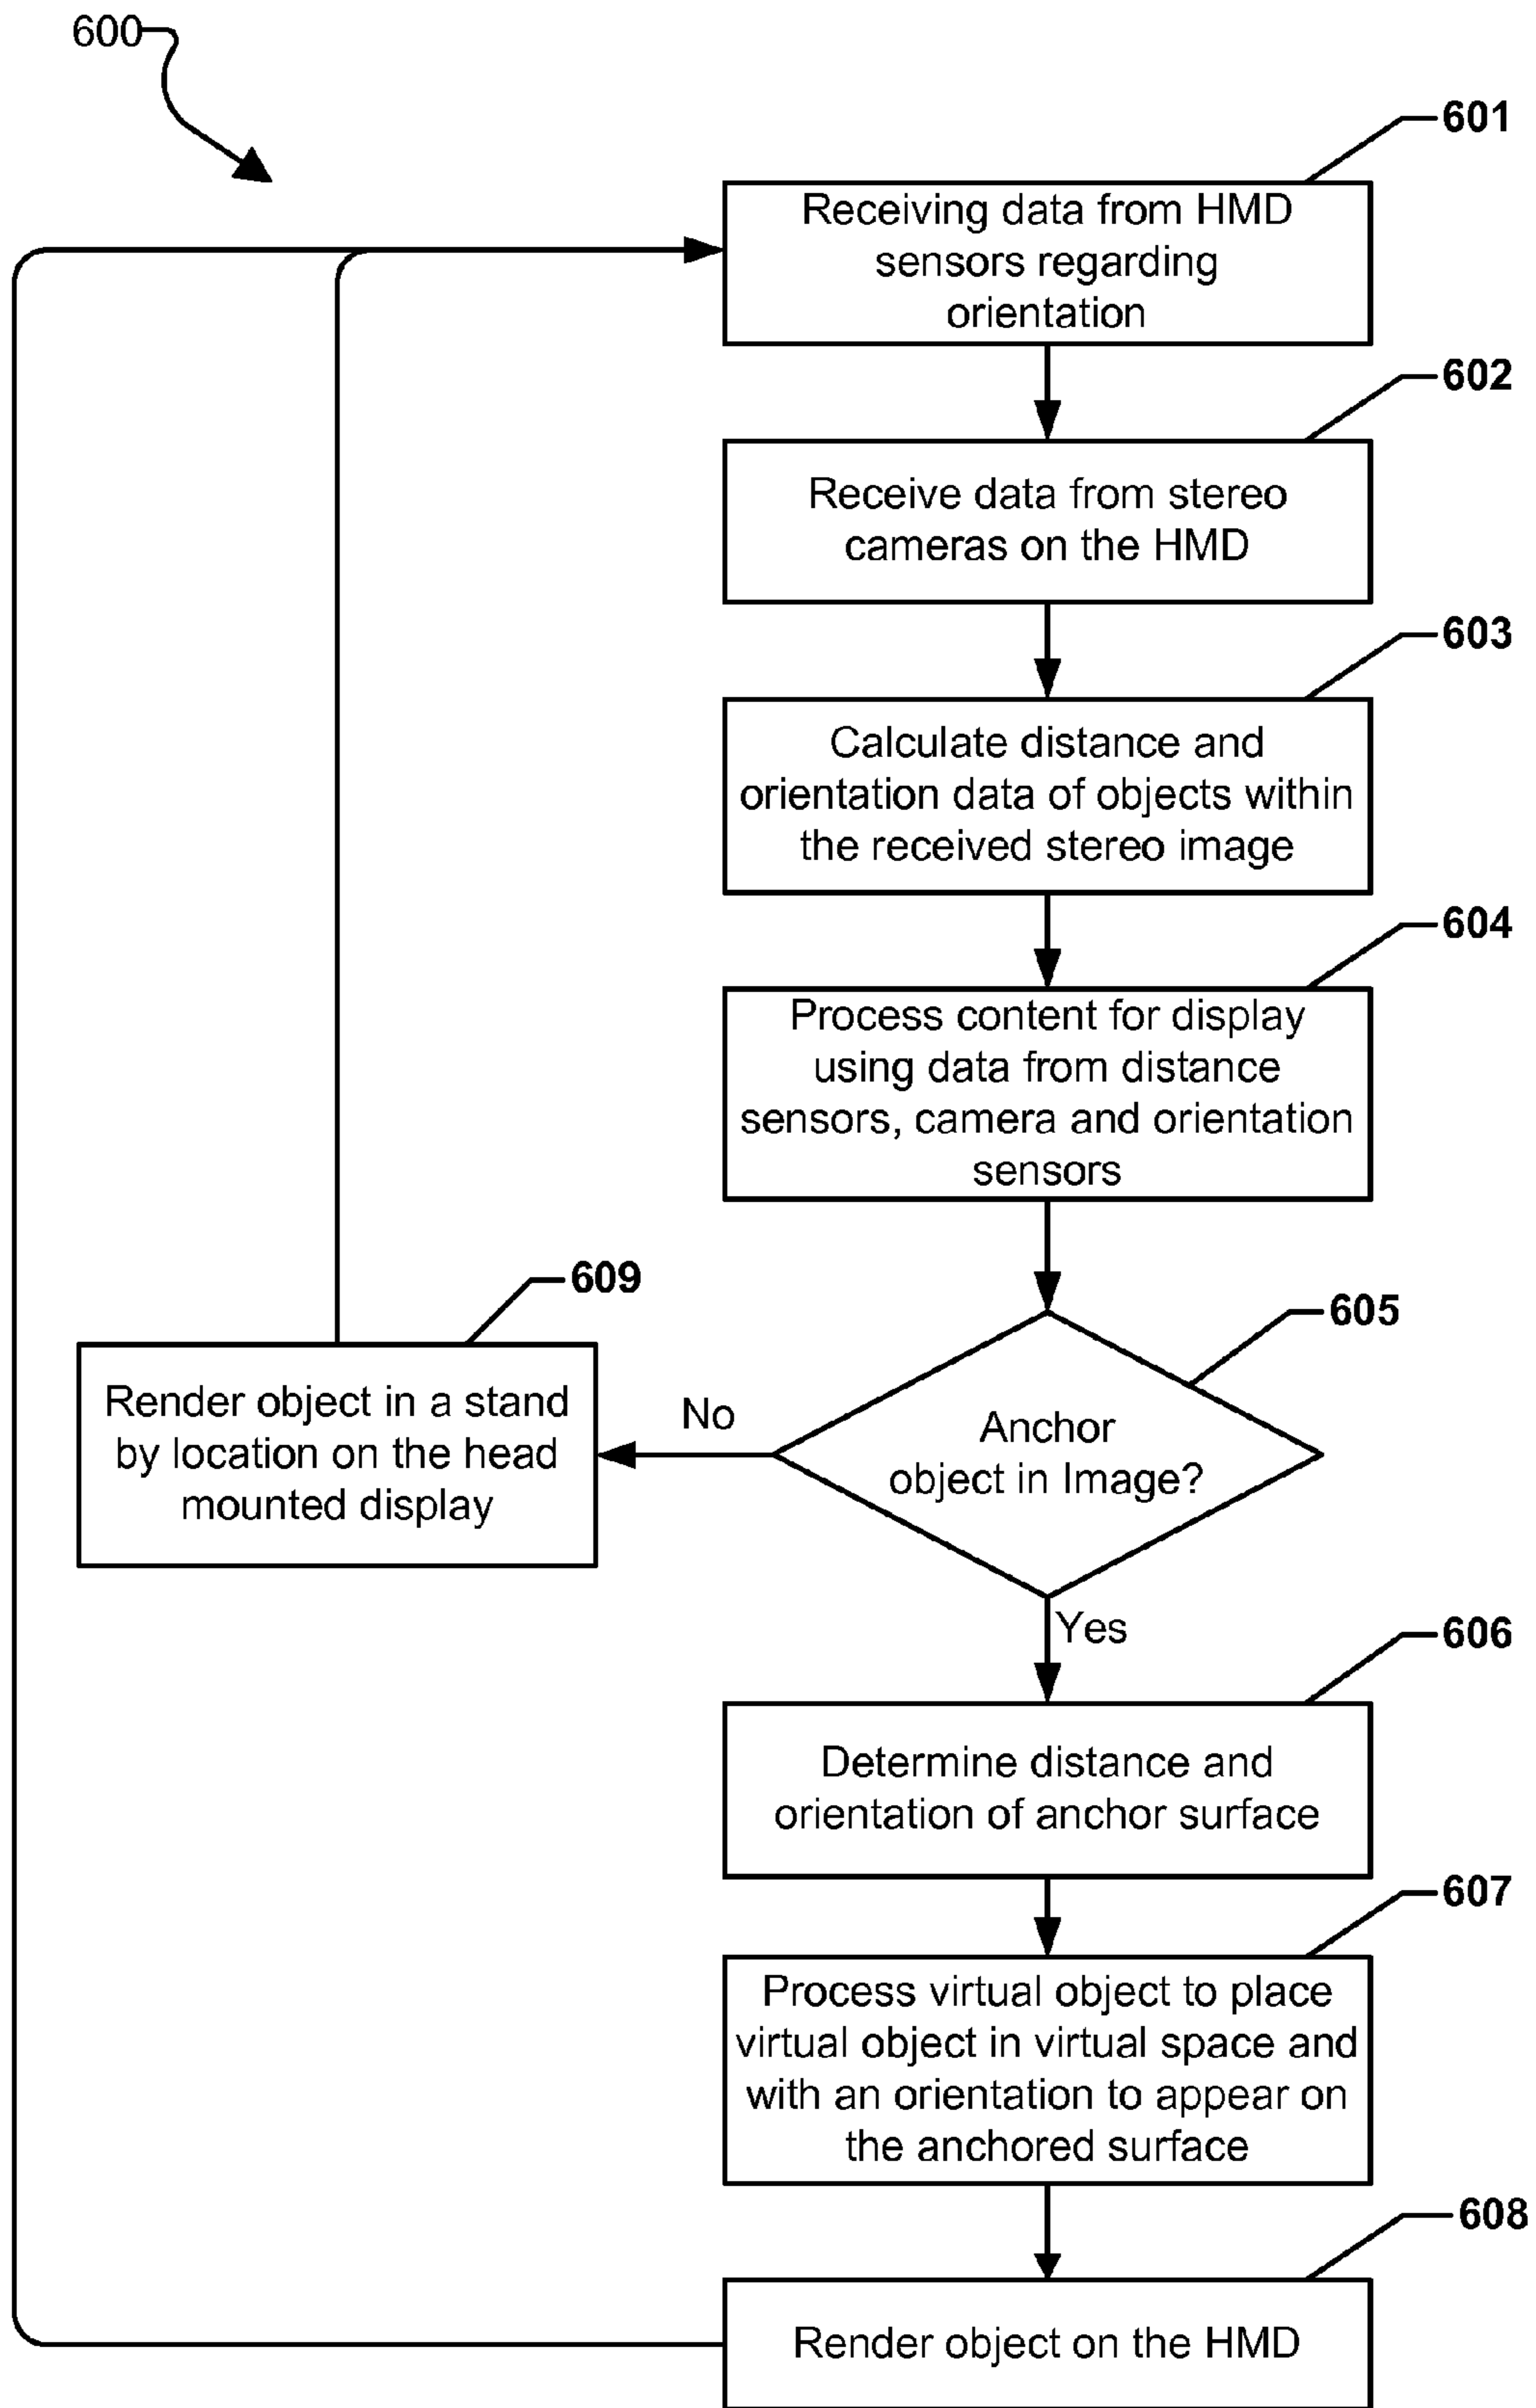 600
601
Receiving data from HMD
sensors regarding
orientation
602
Receive data from stereo
cameras on the HMD
603
Calculate distance and
orientation data of objects within
the received stereo image
604
Process content for display
using data from distance
sensors, camera and orientation
sensors
605
Anchor
object in Image?
No
609
Render object in a stand
by location on the head
mounted display
Yes
606
Determine distance and
orientation of anchor surface
607
Process virtual object to place
virtual object in virtual space and
with an orientation to appear on
the anchored surface
608
Render object on the HMD